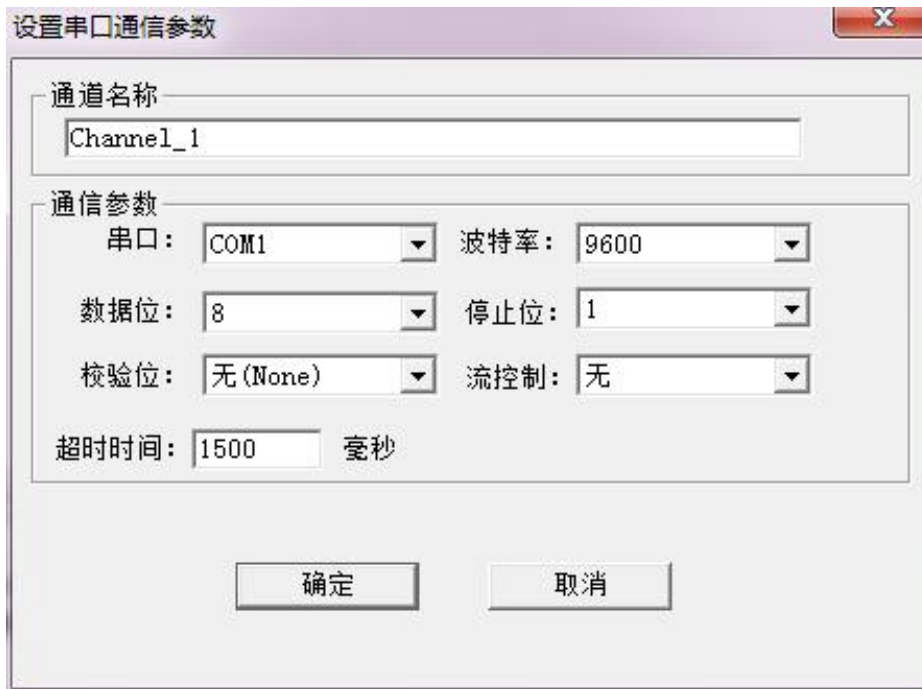 设置串口通信参数
通道名称
Channel_1
通信参数
串口： COM1 波特率： 9600
数据位： 8 停止位： 1
校验位： 无(None) 流控制： 无
超时时间： 1500 毫秒
确定 取消